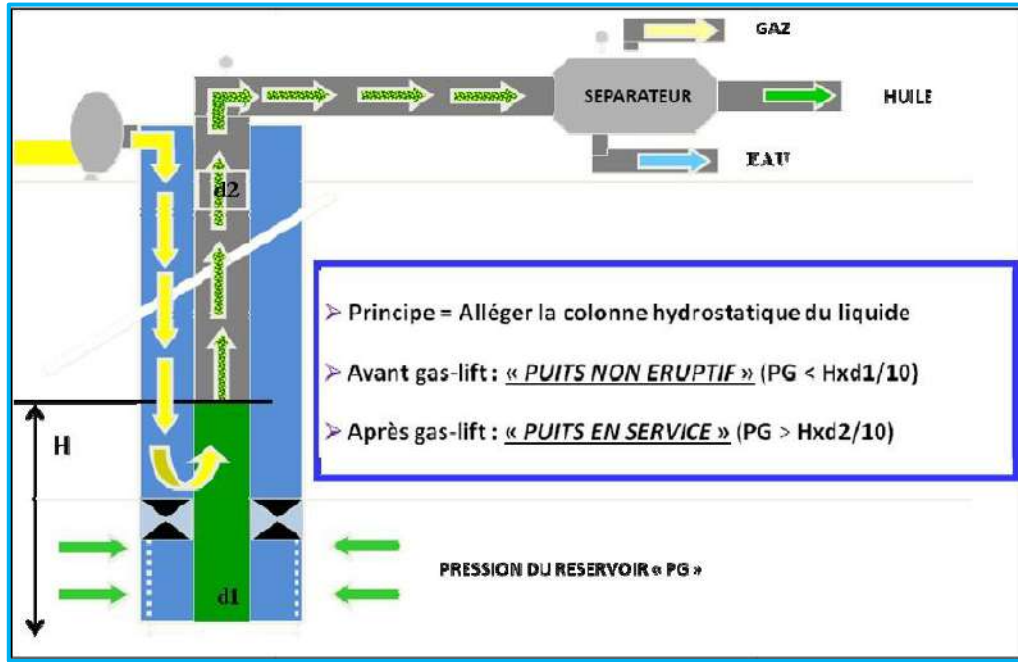 GAZ
SEPARATEUR
HUILE
EAU
d2
➢ Principe = Alléger la colonne hydrostatique du liquide
➢ Avant gas-lift : « PUITS NON ERUPTIF » (PG < Hxd1/10)
➢ Après gas-lift : « PUITS EN SERVICE » (PG > Hxd2/10)
H
PRESSION DU RESERVOIR « PG »
d1